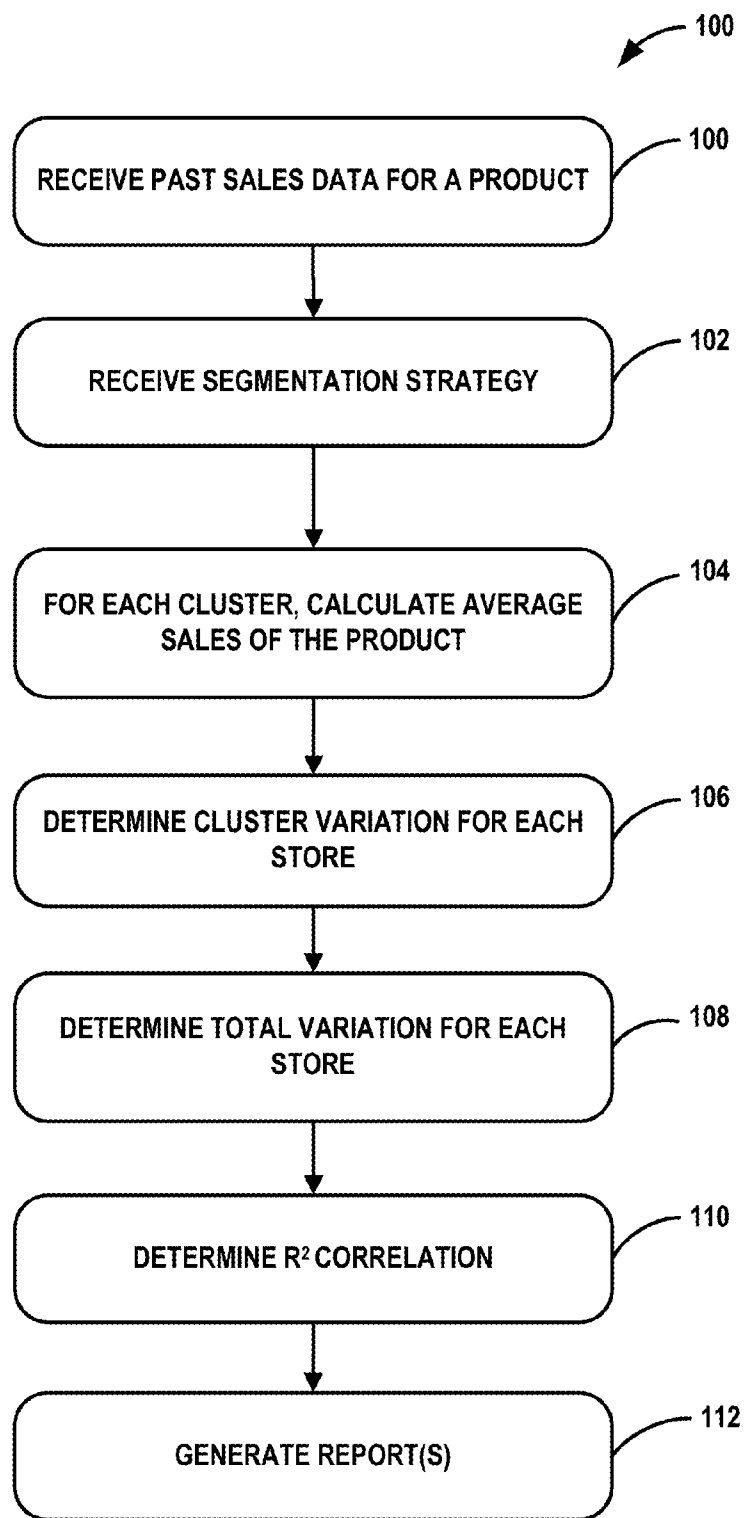 100
100
RECEIVE PAST SALES DATA FOR A PRODUCT
102
RECEIVE SEGMENTATION STRATEGY
104
FOR EACH CLUSTER, CALCULATE AVERAGE
SALES OF THE PRODUCT
106
DETERMINE CLUSTER VARIATION FOR EACH
STORE
108
DETERMINE TOTAL VARIATION FOR EACH
STORE
110
DETERMINE R² CORRELATION
112
GENERATE REPORT(S)